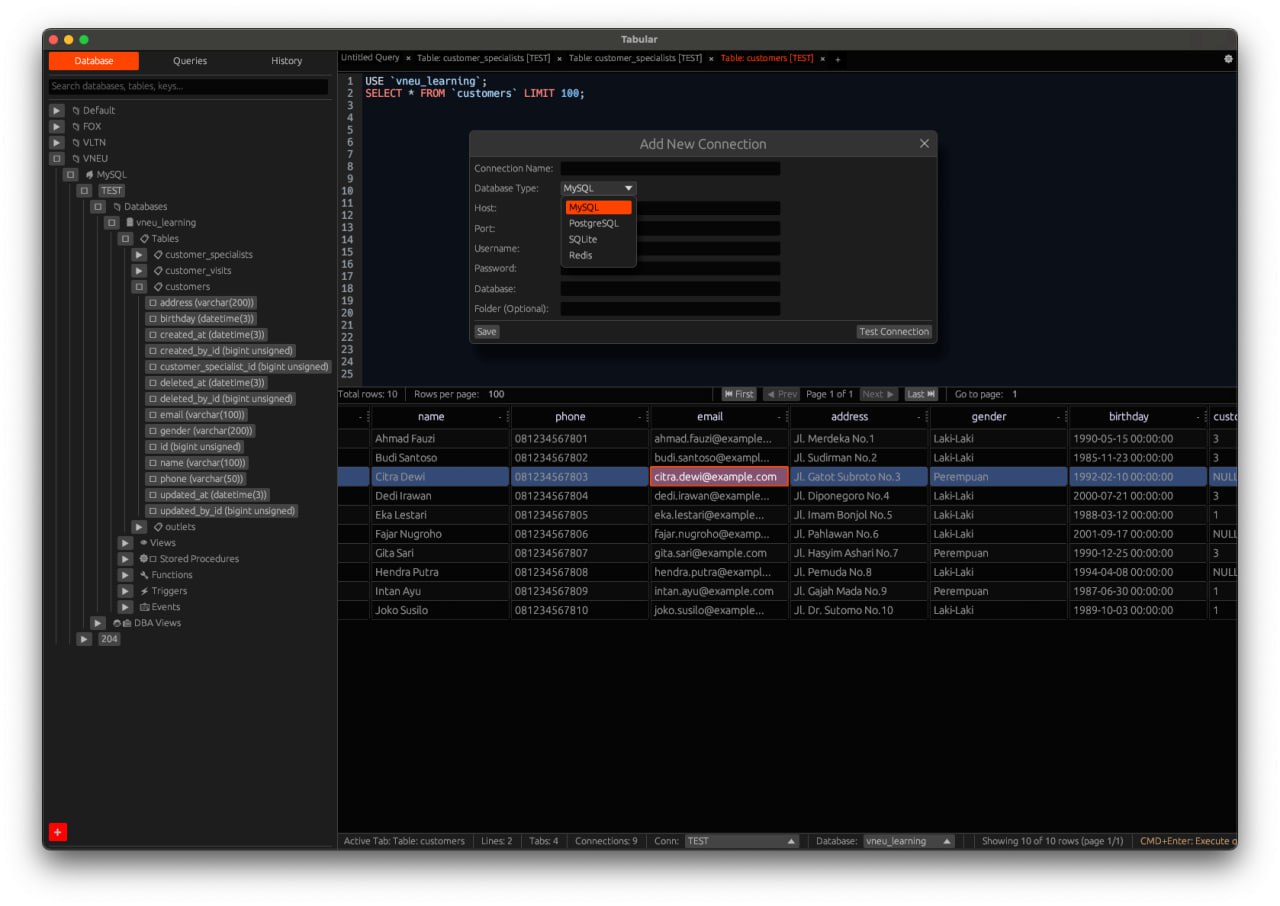 Tabular
Database Queries History
Search databases, tables, keys...
Default
FOX
VLTN
VNEU
MySQL
TEST
Databases
vneu_learning
Tables
customer_specialists
customer_visits
customers
address (varchar(200))
birthday (datetime(3))
created_at (datetime(3))
created_by_id (bigint unsigned)
customer_specialist_id (bigint unsigned)
deleted_at (datetime(3))
deleted_by_id (bigint unsigned)
email (varchar(100))
gender (varchar(200))
id (bigint unsigned)
name (varchar(100))
phone (varchar(50))
updated_at (datetime(3))
updated_by_id (bigint unsigned)
outlets
Views
Stored Procedures
Functions
Triggers
Events
DBA Views
204
+
Untitled Query × Table: customer_specialists [TEST] × Table: customer_specialists [TEST] × Table: customers [TEST] × +
1 USE `vneu_learning`;
2 SELECT * FROM `customers` LIMIT 100;
3
4
5
6
7
8
9
10
11
12
13
14
15
16
17
18
19
20
21
22
23
24
25
Add New Connection
Connection Name:
Database Type: MySQL
MySQL
PostgreSQL
SQLite
Redis
Host:
Port:
Username:
Password:
Database:
Folder (Optional):
Save Test Connection
Total rows: 10 Rows per page: 100 First Prev Page 1 of 1 Next Last Go to page: 1
name phone email address gender birthday custo
Ahmad Fauzi 081234567801 ahmad.fauzi@example... Jl. Merdeka No.1 Laki-Laki 1990-05-15 00:00:00 3
Budi Santoso 081234567802 budi.santoso@exampl... Jl. Sudirman No.2 Laki-Laki 1985-11-23 00:00:00 3
Citra Dewi 081234567803 citra.dewi@example.com Jl. Gatot Subroto No.3 Perempuan 1992-02-10 00:00:00 NULL
Dedi Irawan 081234567804 dedi.irawan@example... Jl. Diponegoro No.4 Laki-Laki 2000-07-21 00:00:00 3
Eka Lestari 081234567805 eka.lestari@example... Jl. Imam Bonjol No.5 Laki-Laki 1988-03-12 00:00:00 1
Fajar Nugroho 081234567806 fajar.nugroho@examp... Jl. Pahlawan No.6 Laki-Laki 2001-09-17 00:00:00 NULL
Gita Sari 081234567807 gita.sari@example.com Jl. Hasyim Ashari No.7 Perempuan 1990-12-25 00:00:00 3
Hendra Putra 081234567808 hendra.putra@example... Jl. Pemuda No.8 Laki-Laki 1994-04-08 00:00:00 NULL
Intan Ayu 081234567809 intan.ayu@example.com Jl. Gajah Mada No.9 Perempuan 1987-06-30 00:00:00 1
Joko Susilo 081234567810 joko.susilo@example... Jl. Dr. Sutomo No.10 Laki-Laki 1989-10-03 00:00:00 1
Active Tab: Table: customers Lines: 2 Tabs: 4 Connections: 9 Conn: TEST Database: vneu_learning Showing 10 of 10 rows (page 1/1) CMD+Enter: Execute